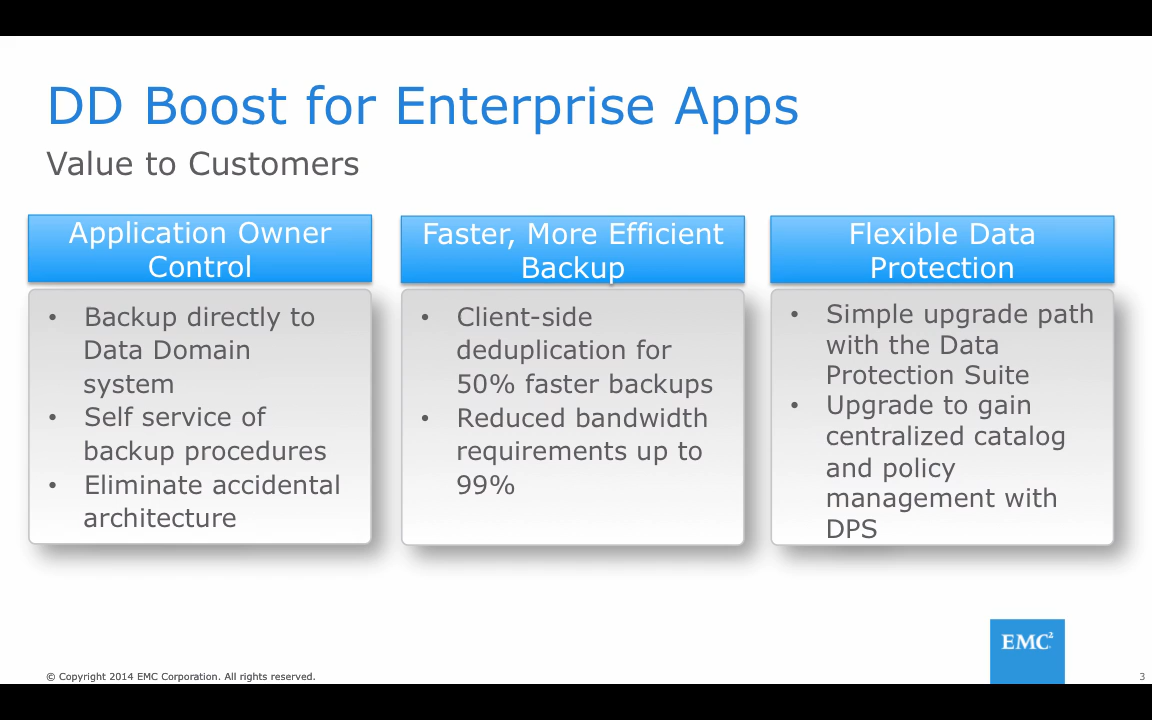 DD Boost for Enterprise Apps
Value to Customers
Application Owner
Control
• Backup directly to
Data Domain
system
• Self service of
backup procedures
• Eliminate accidental
architecture
Faster, More Efficient
Backup
• Client-side
deduplication for
50% faster backups
• Reduced bandwidth
requirements up to
99%
Flexible Data
Protection
• Simple upgrade path
with the Data
Protection Suite
• Upgrade to gain
centralized catalog
and policy
management with
DPS
EMC²
© Copyright 2014 EMC Corporation. All rights reserved.
3